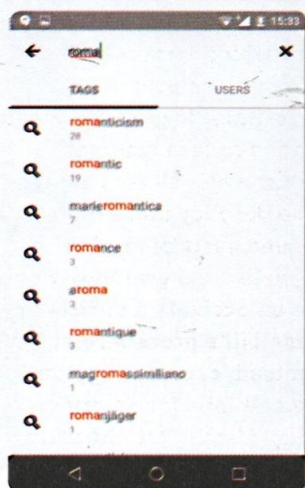 15:33
roma
TAGS
USERS
romanticism
28
romantic
19
marieromantica
7
romance
3
aroma
3
romantique
3
magromassimiliano
1
romanjäger
1